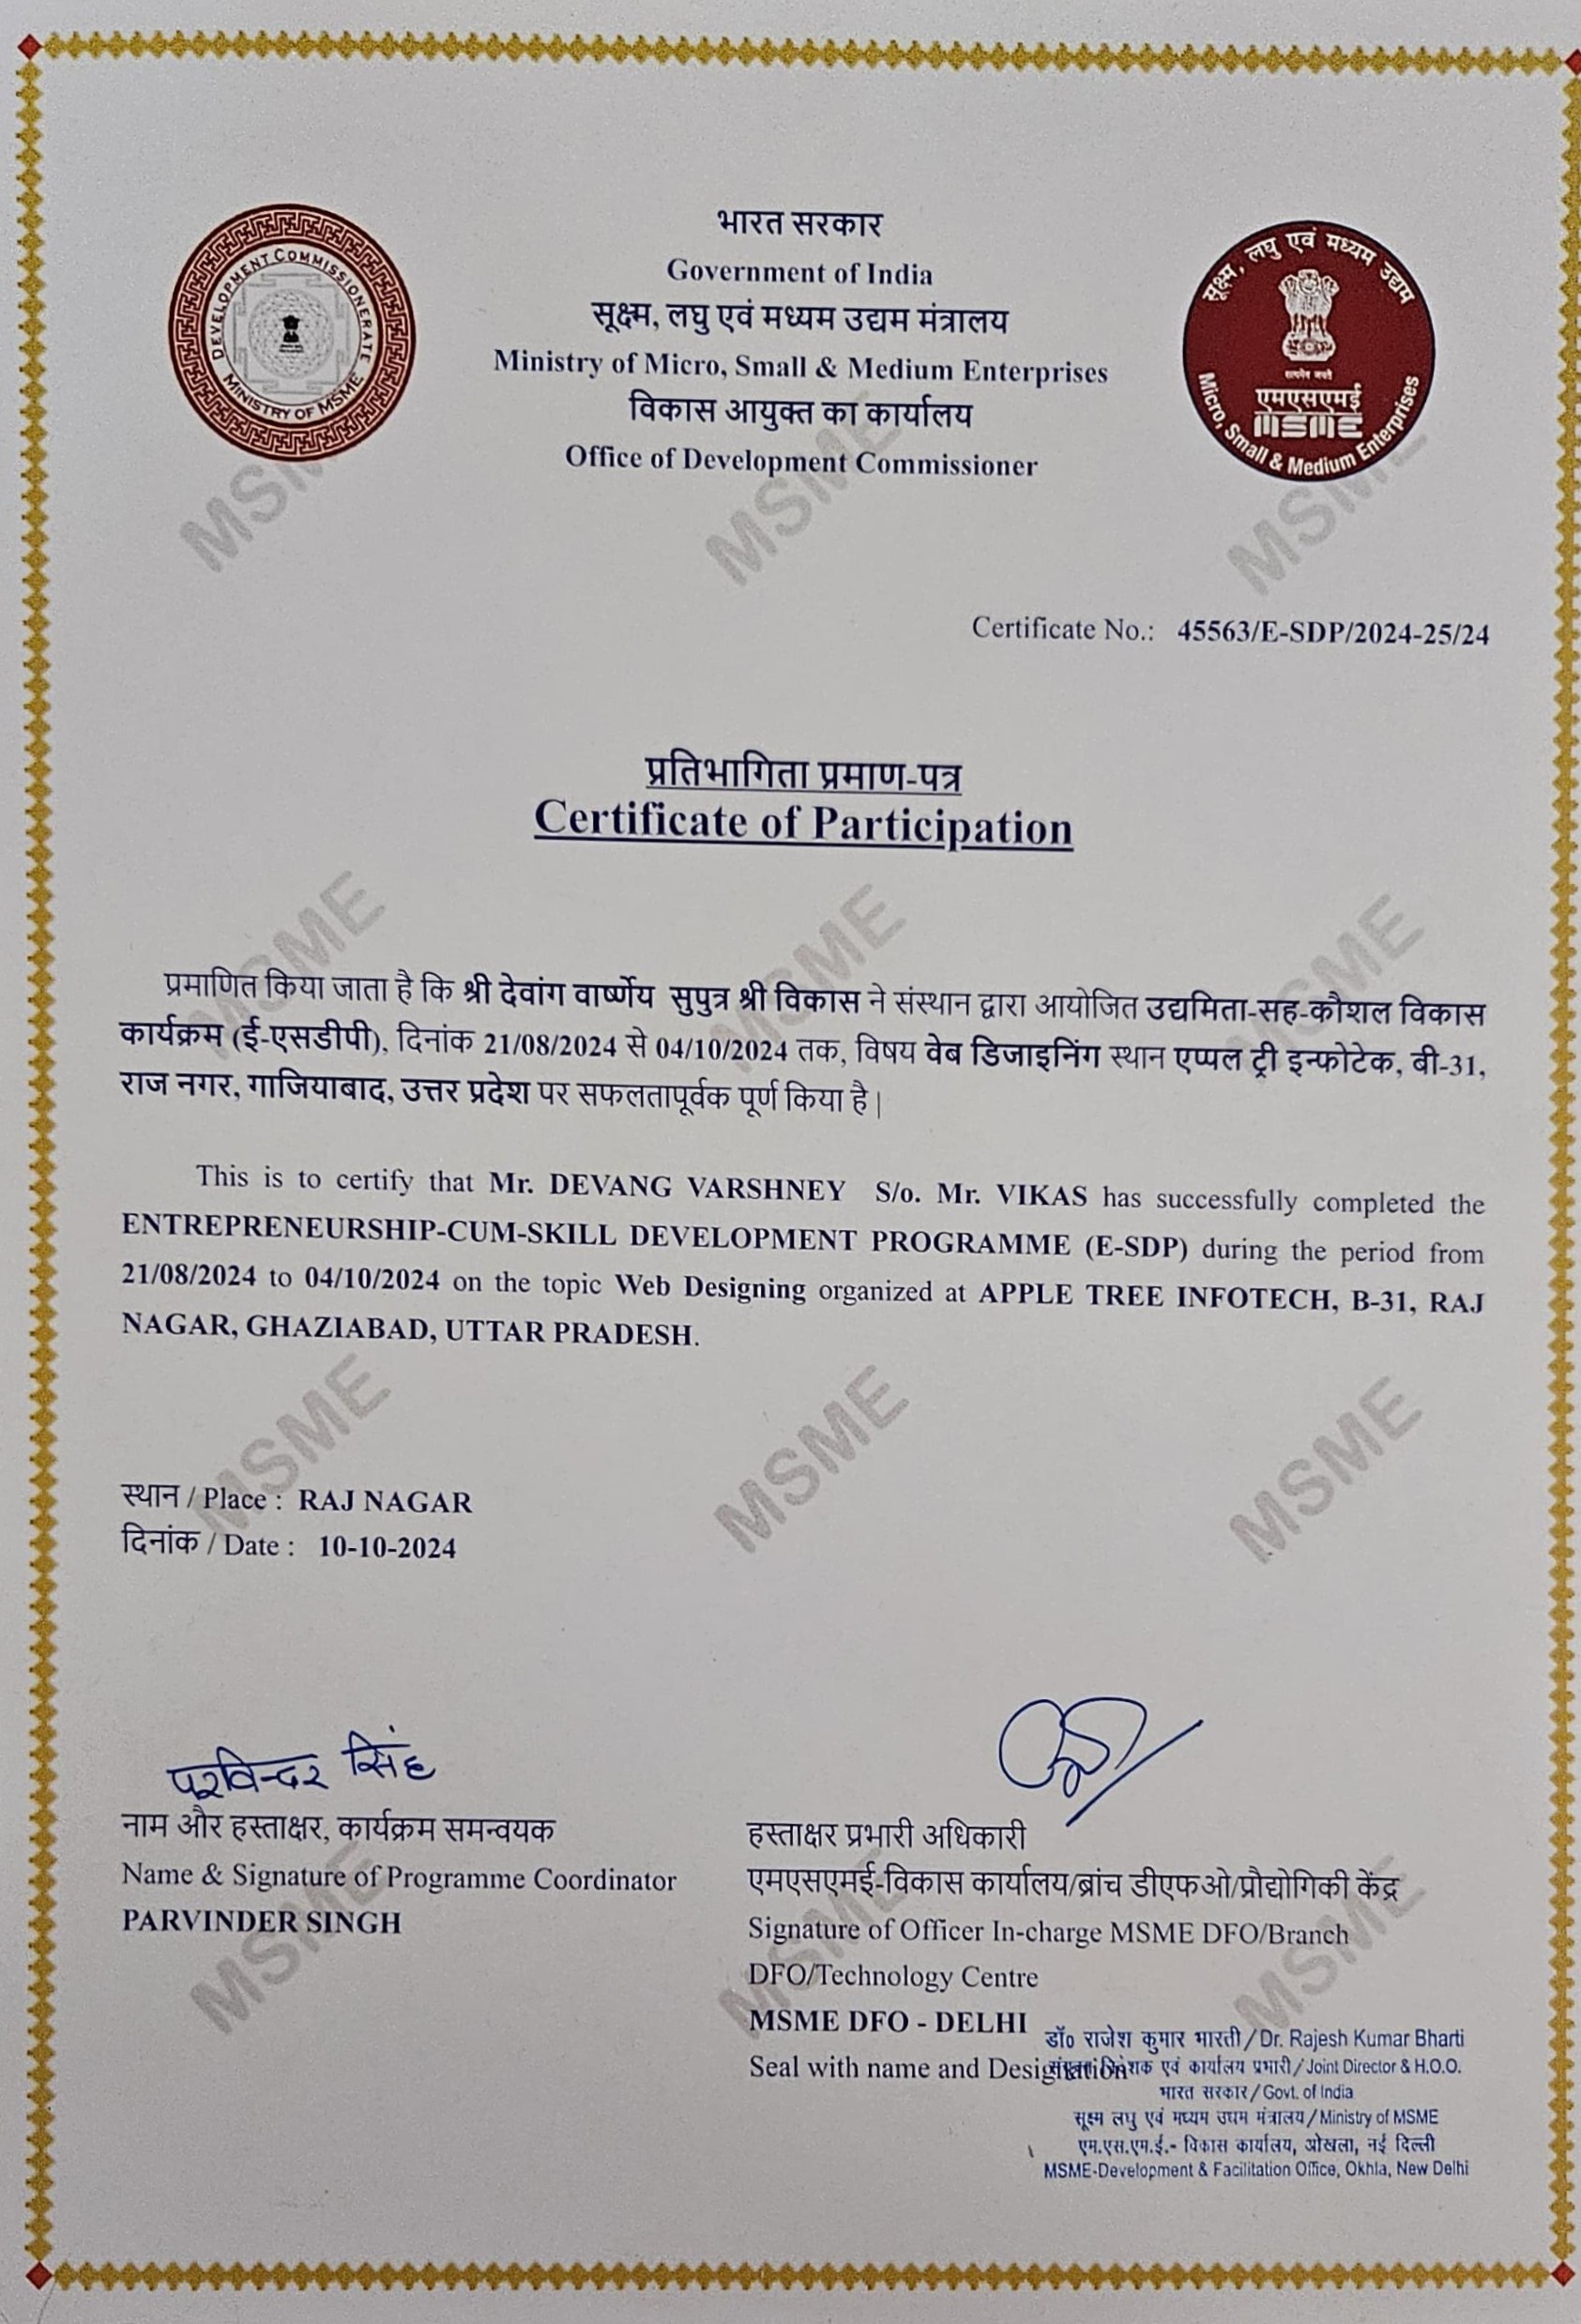 DEVELOPMENT COMMISSIONERATE
MINISTRY OF MSME
भारत सरकार
Government of India
सूक्ष्म, लघु एवं मध्यम उद्यम मंत्रालय
Ministry of Micro, Small & Medium Enterprises
विकास आयुक्त का कार्यालय
Office of Development Commissioner
सूक्ष्म, लघु एवं मध्यम उद्यम
सत्यमेव जयते
एमएसएमई
MSME
Micro, Small & Medium Enterprises
MSME MSME MSME
Certificate No.: 45563/E-SDP/2024-25/24
प्रतिभागिता प्रमाण-पत्र
Certificate of Participation
MSME MSME MSME
प्रमाणित किया जाता है कि श्री देवांग वार्ष्णेय सुपुत्र श्री विकास ने संस्थान द्वारा आयोजित उद्यमिता-सह-कौशल विकास
कार्यक्रम (ई-एसडीपी), दिनांक 21/08/2024 से 04/10/2024 तक, विषय वेब डिजाइनिंग स्थान एप्पल ट्री इन्फोटेक, बी-31,
राज नगर, गाजियाबाद, उत्तर प्रदेश पर सफलतापूर्वक पूर्ण किया है |
This is to certify that Mr. DEVANG VARSHNEY S/o. Mr. VIKAS has successfully completed the
ENTREPRENEURSHIP-CUM-SKILL DEVELOPMENT PROGRAMME (E-SDP) during the period from
21/08/2024 to 04/10/2024 on the topic Web Designing organized at APPLE TREE INFOTECH, B-31, RAJ
NAGAR, GHAZIABAD, UTTAR PRADESH.
MSME MSME MSME
स्थान / Place : RAJ NAGAR
दिनांक / Date : 10-10-2024
परविन्दर सिंह
नाम और हस्ताक्षर, कार्यक्रम समन्वयक
Name & Signature of Programme Coordinator
PARVINDER SINGH
हस्ताक्षर प्रभारी अधिकारी
एमएसएमई-विकास कार्यालय/ब्रांच डीएफओ/प्रौद्योगिकी केंद्र
Signature of Officer In-charge MSME DFO/Branch
DFO/Technology Centre
MSME DFO - DELHI
Seal with name and Designation
MSME MSME MSME
डॉ० राजेश कुमार भारती/Dr. Rajesh Kumar Bharti
एवं कार्यालय प्रभारी/Joint Director & H.O.O.
भारत सरकार/Govt. of India
सूक्ष्म लघु एवं मध्यम उघम मंत्रालय/Ministry of MSME
एम.एस.एम.ई.- विकास कार्यालय, ओखला, नई दिल्ली
MSME-Development & Facilitation Office, Okhla, New Delhi